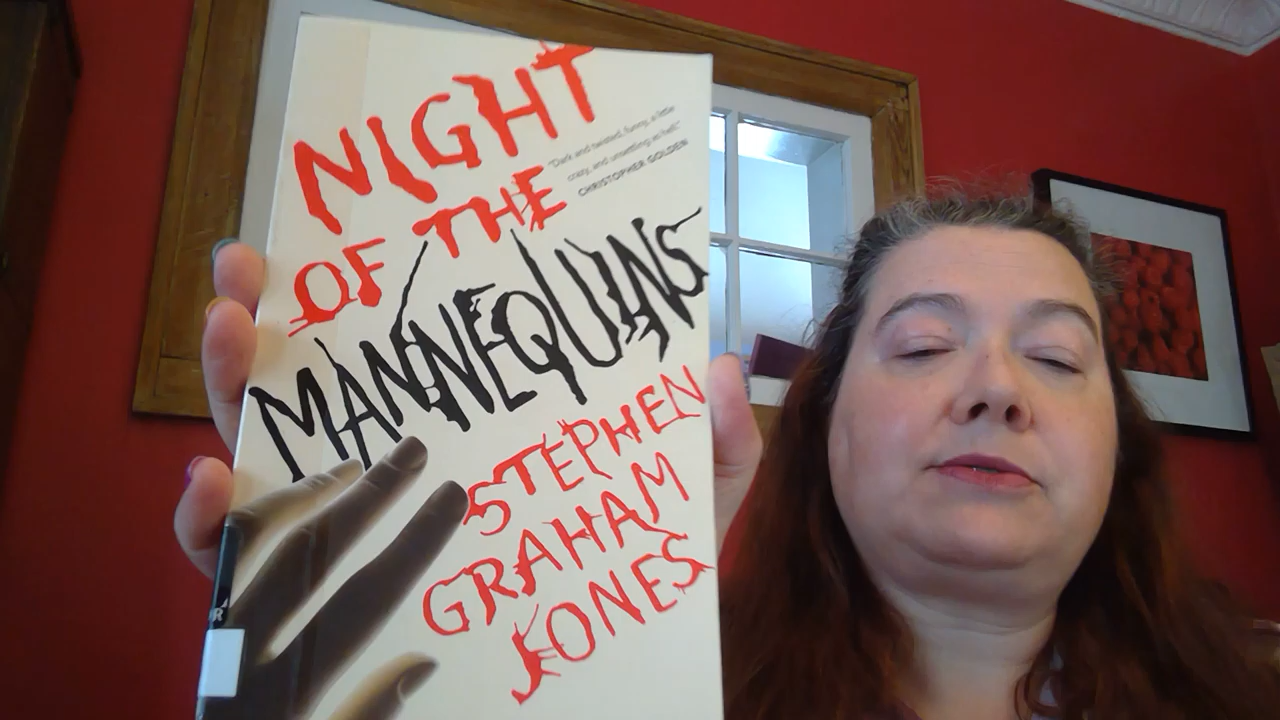 NIGHT
OF THE
"Dark and twisted, funny, a little
crazy, and unsettling as hell."
CHRISTOPHER GOLDEN
MANNEQUINS
STEPHEN
GRAHAM
JONES